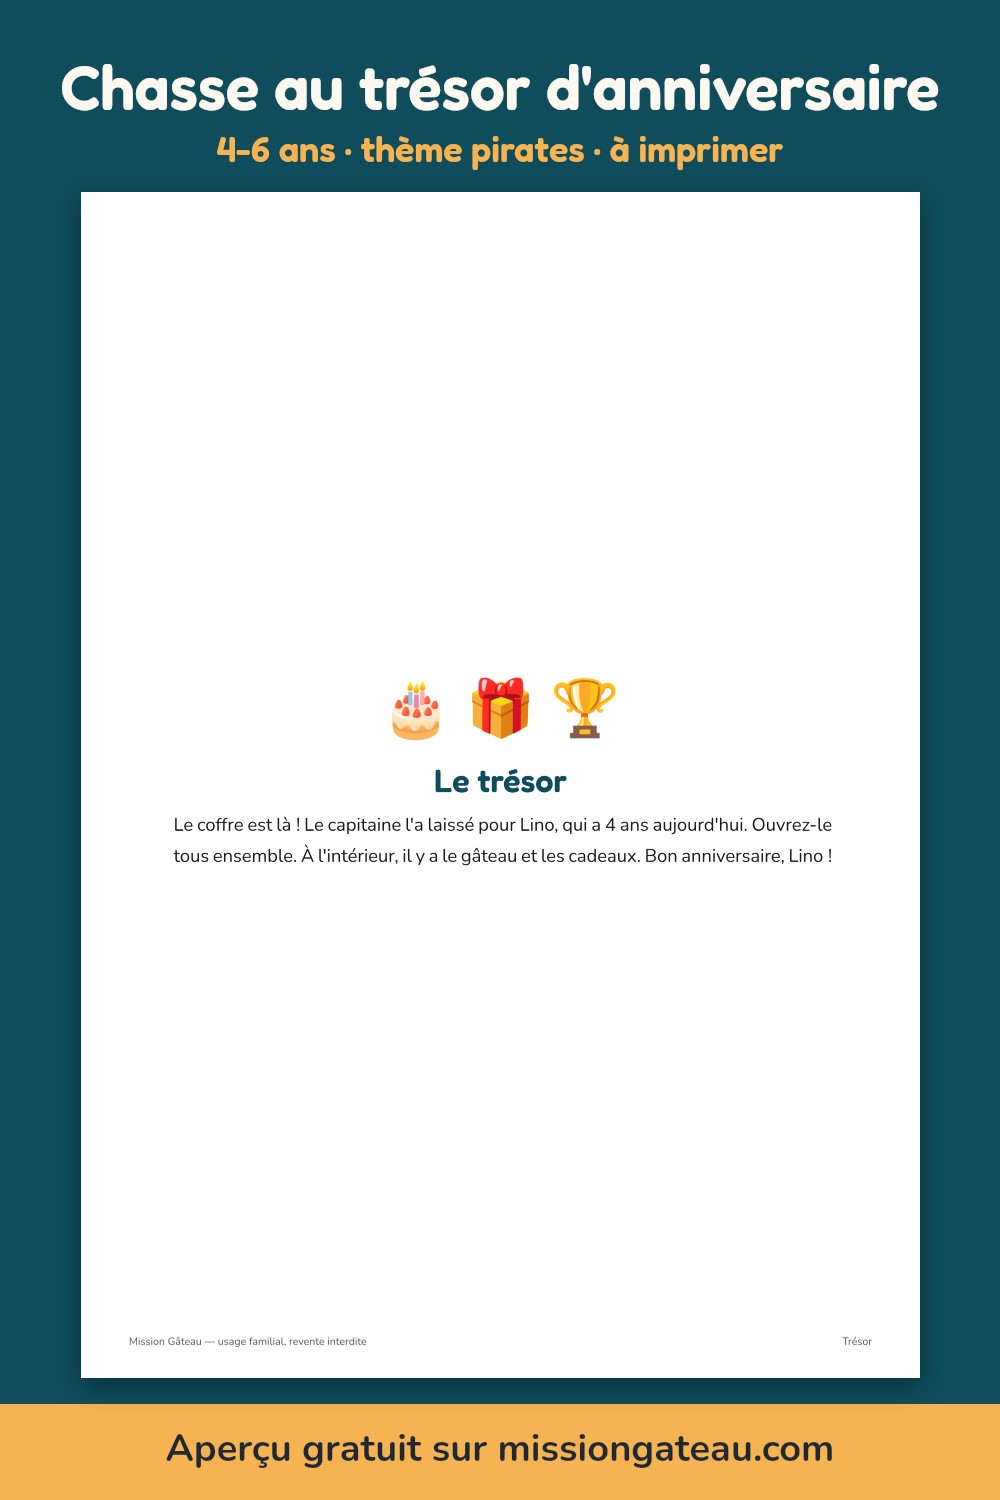 Chasse au trésor d'anniversaire
4-6 ans · thème pirates · à imprimer
Le trésor
Le coffre est là ! Le capitaine l'a laissé pour Lino, qui a 4 ans aujourd'hui. Ouvrez-le
tous ensemble. À l'intérieur, il y a le gâteau et les cadeaux. Bon anniversaire, Lino !
Mission Gâteau — usage familial, revente interdite
Trésor
Aperçu gratuit sur missiongateau.com